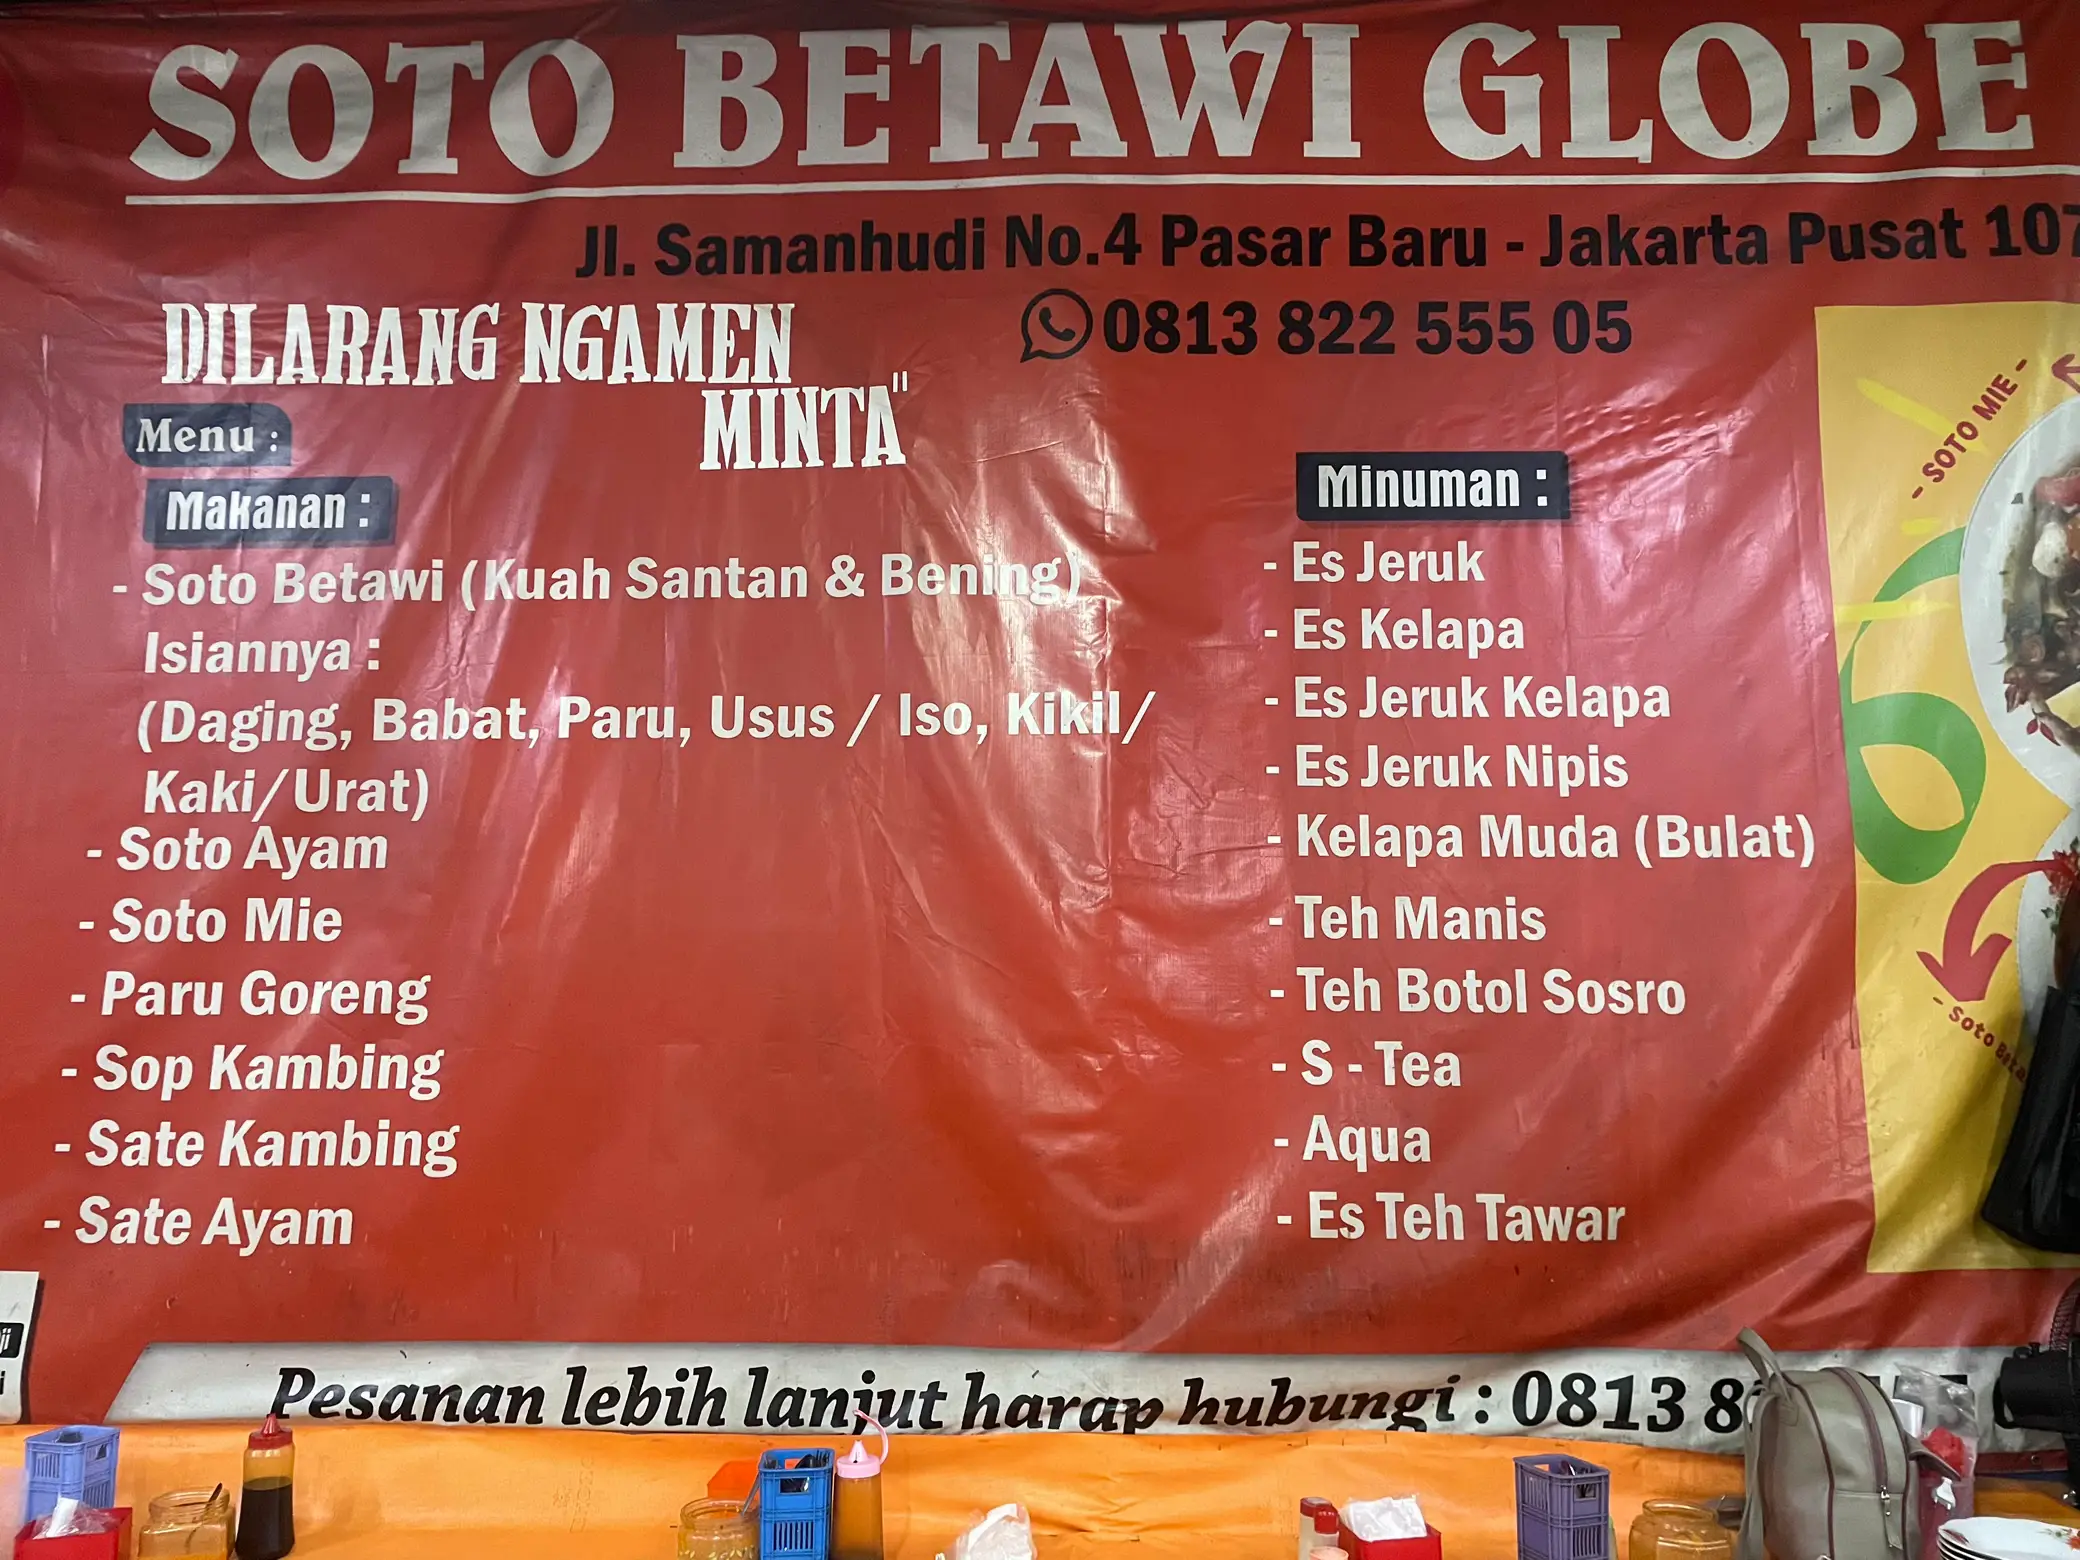 SOTO BETAWI GLOBE
Jl. Samanhudi No.4 Pasar Baru - Jakarta Pusat 107
0813 822 555 05
DILARANG NGAMEN
MINTA"
Menu :
Makanan :
- Soto Betawi (Kuah Santan & Bening)
Isiannya :
(Daging, Babat, Paru, Usus / Iso, Kikil/
Kaki/Urat)
- Soto Ayam
- Soto Mie
- Paru Goreng
- Sop Kambing
- Sate Kambing
- Sate Ayam
Minuman :
- Es Jeruk
- Es Kelapa
- Es Jeruk Kelapa
- Es Jeruk Nipis
- Kelapa Muda (Bulat)
- Teh Manis
- Teh Botol Sosro
- S - Tea
- Aqua
- Es Teh Tawar
- SOTO MIE -
- Soto
Pesanan lebih lanjut harap hubungi : 0813 8